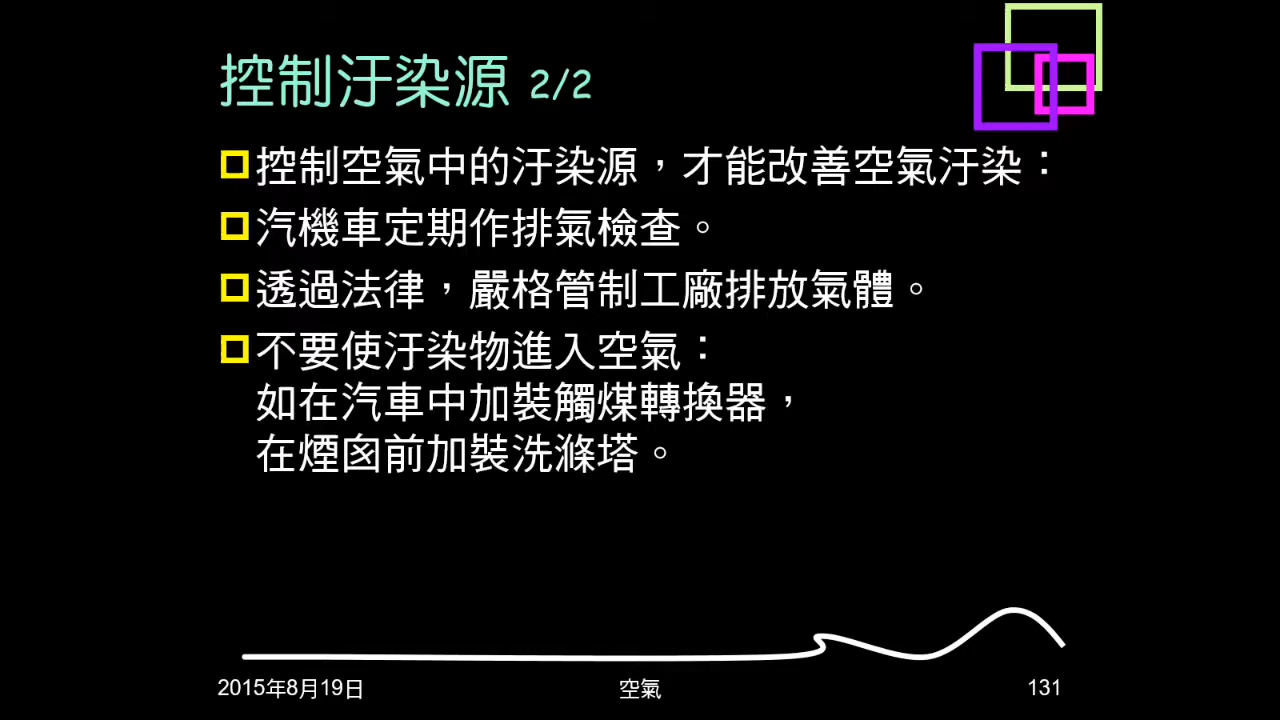 控制汙染源 2/2
控制空氣中的汙染源，才能改善空氣汙染：
汽機車定期作排氣檢查。
透過法律，嚴格管制工廠排放氣體。
不要使汙染物進入空氣：
如在汽車中加裝觸煤轉換器，
在煙囪前加裝洗滌塔。
2015年8月19日
空氣
131